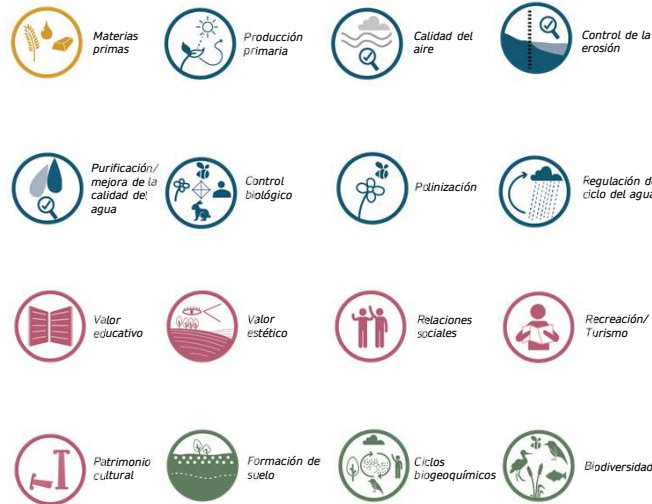 Materias
primas
Producción
primaria
Calidad del
aire
Control de la
erosión
Purificación/
mejora de la
calidad del
agua
Control
biológico
Polinización
Regulación de
ciclo del agua
Valor
educativo
Valor
estético
Relaciones
sociales
Recreación/
Turismo
Patrimonio
cultural
Formación de
suelo
Ciclos
biogeoquímicos
Biodiversidad